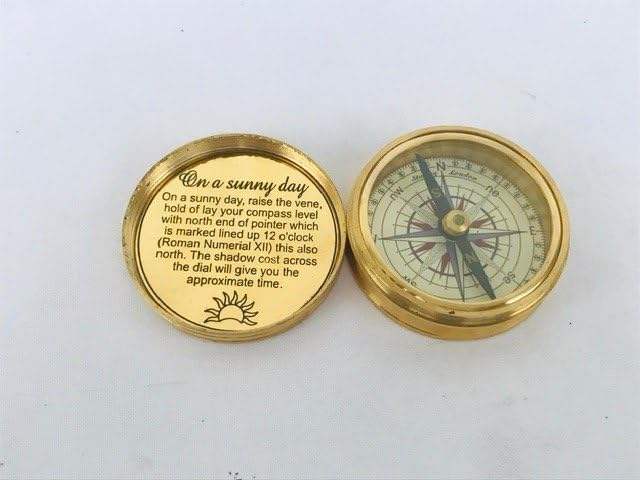 On a sunny day
On a sunny day, raise the vene,
hold of lay your compass level
with north end of pointer which
is marked lined up 12 o'clock
(Roman Numerial XII) this also
north. The shadow cost across
the dial will give you the
approximate time.
London
S
N